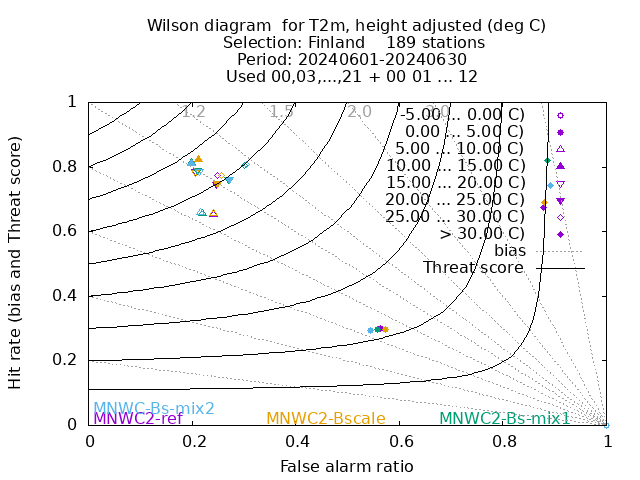 Wilson diagram  for T2m, height adjusted (deg C)
Selection: Finland    189 stations
Period: 20240601-20240630
Used 00,03,...,21 + 00 01 ... 12
Hit rate (bias and Threat score)
1
0.8
0.6
0.4
0.2
0
1.2
1.5
2.0
-5.00 ... 0.00 C)
0.00 ... 5.00 C)
5.00 ... 10.00 C)
10.00 ... 15.00 C)
15.00 ... 20.00 C)
20.00 ... 25.00 C)
25.00 ... 30.00 C)
> 30.00 C)
bias
Threat score
MNWC-Bs-mix2
MNWC2-ref
MNWC2-Bscale
MNWC2-Bs-mix1
0
0.2
0.4
0.6
0.8
1
False alarm ratio